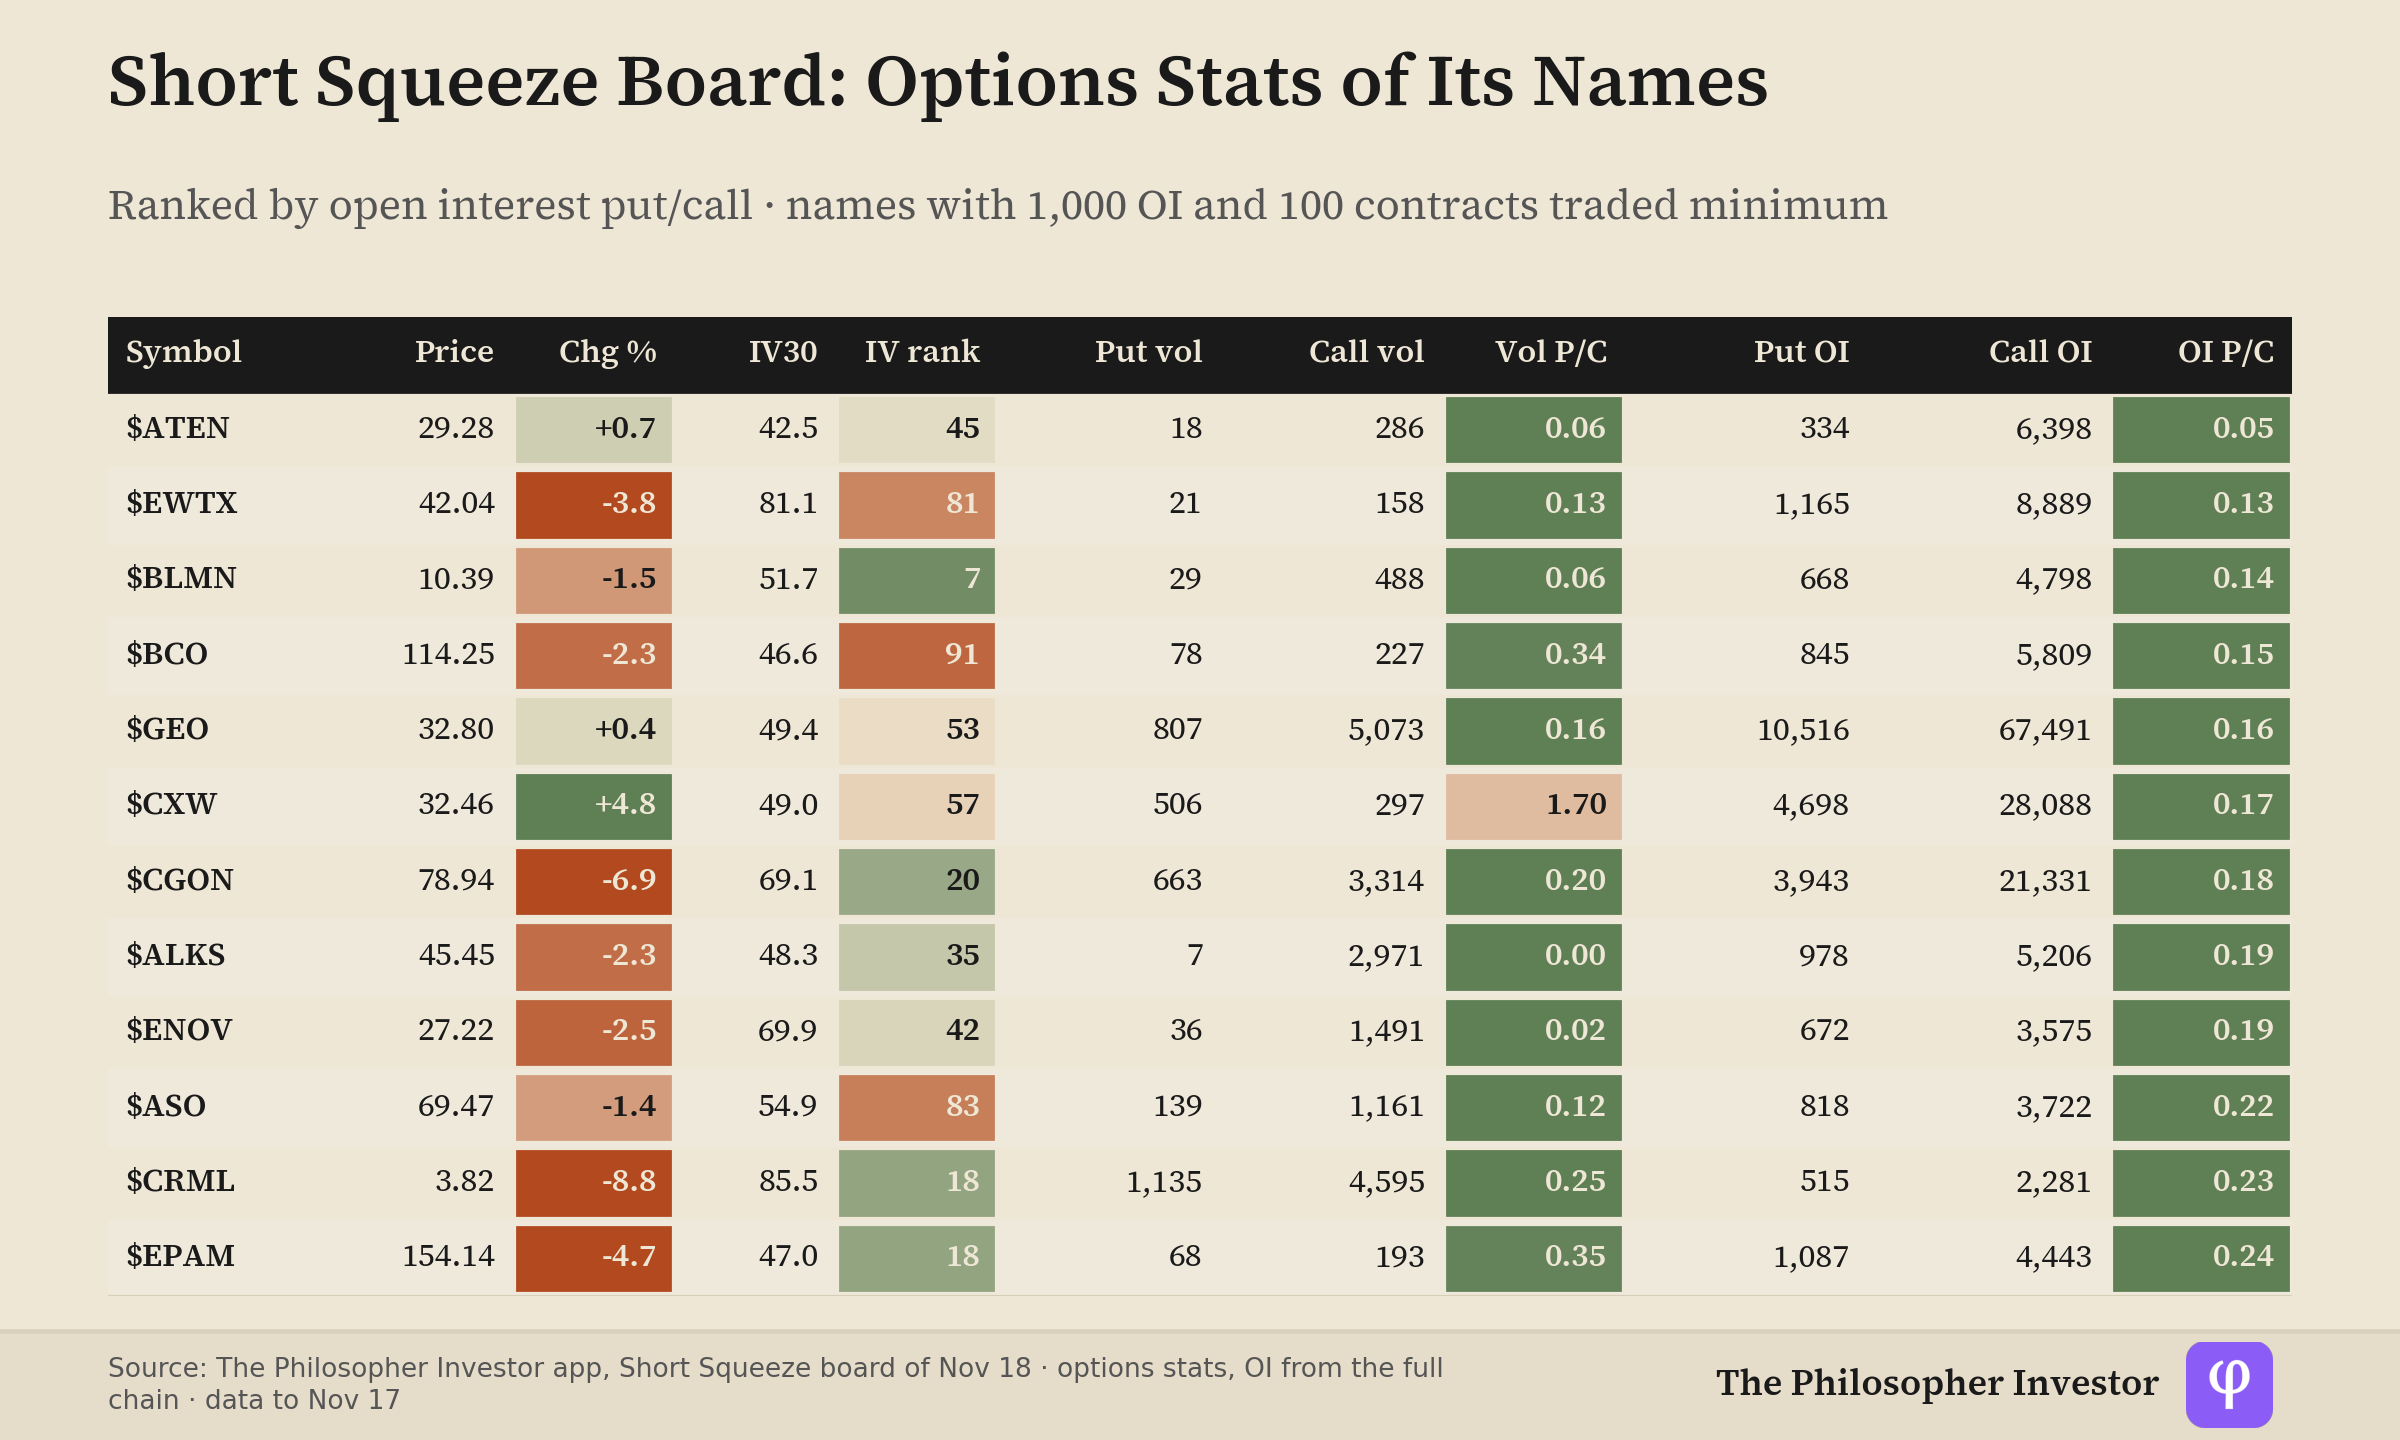 Short Squeeze Board: Options Stats of Its Names
Ranked by open interest put/call · names with 1,000 OI and 100 contracts traded minimum
Symbol Price Chg % IV30 IV rank Put vol Call vol Vol P/C Put OI Call OI OI P/C
$ATEN 29.28 +0.7 42.5 45 18 286 0.06 334 6,398 0.05
$EWTX 42.04 -3.8 81.1 81 21 158 0.13 1,165 8,889 0.13
$BLMN 10.39 -1.5 51.7 7 29 488 0.06 668 4,798 0.14
$BCO 114.25 -2.3 46.6 91 78 227 0.34 845 5,809 0.15
$GEO 32.80 +0.4 49.4 53 807 5,073 0.16 10,516 67,491 0.16
$CXW 32.46 +4.8 49.0 57 506 297 1.70 4,698 28,088 0.17
$CGON 78.94 -6.9 69.1 20 663 3,314 0.20 3,943 21,331 0.18
$ALKS 45.45 -2.3 48.3 35 7 2,971 0.00 978 5,206 0.19
$ENOV 27.22 -2.5 69.9 42 36 1,491 0.02 672 3,575 0.19
$ASO 69.47 -1.4 54.9 83 139 1,161 0.12 818 3,722 0.22
$CRML 3.82 -8.8 85.5 18 1,135 4,595 0.25 515 2,281 0.23
$EPAM 154.14 -4.7 47.0 18 68 193 0.35 1,087 4,443 0.24
Source: The Philosopher Investor app, Short Squeeze board of Nov 18 · options stats, OI from the full
chain · data to Nov 17
The Philosopher Investor φ